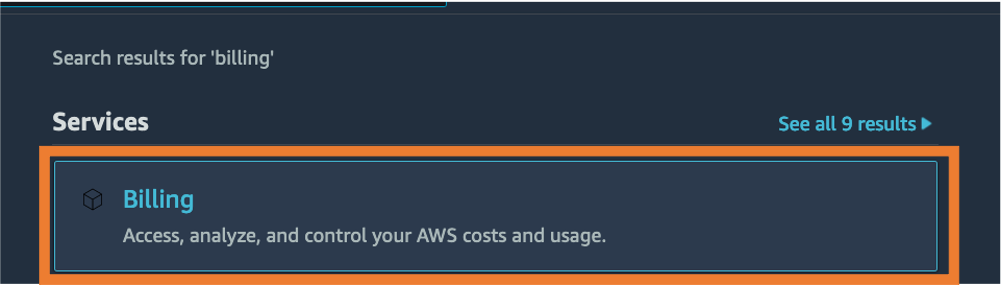 Search results for 'billing'
Services
See all 9 results
Billing
Access, analyze, and control your AWS costs and usage.